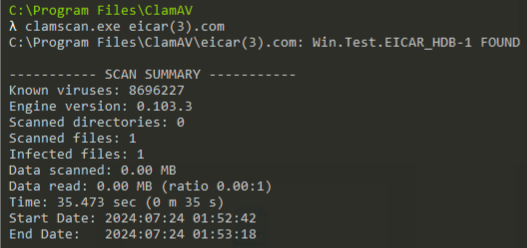 C:\Program Files\ClamAV
λ clamscan.exe eicar(3).com
C:\Program Files\ClamAV\eicar(3).com: Win.Test.EICAR_HDB-1 FOUND
----------- SCAN SUMMARY -----------
Known viruses: 8696227
Engine version: 0.103.3
Scanned directories: 0
Scanned files: 1
Infected files: 1
Data scanned: 0.00 MB
Data read: 0.00 MB (ratio 0.00:1)
Time: 35.473 sec (0 m 35 s)
Start Date: 2024:07:24 01:52:42
End Date:   2024:07:24 01:53:18